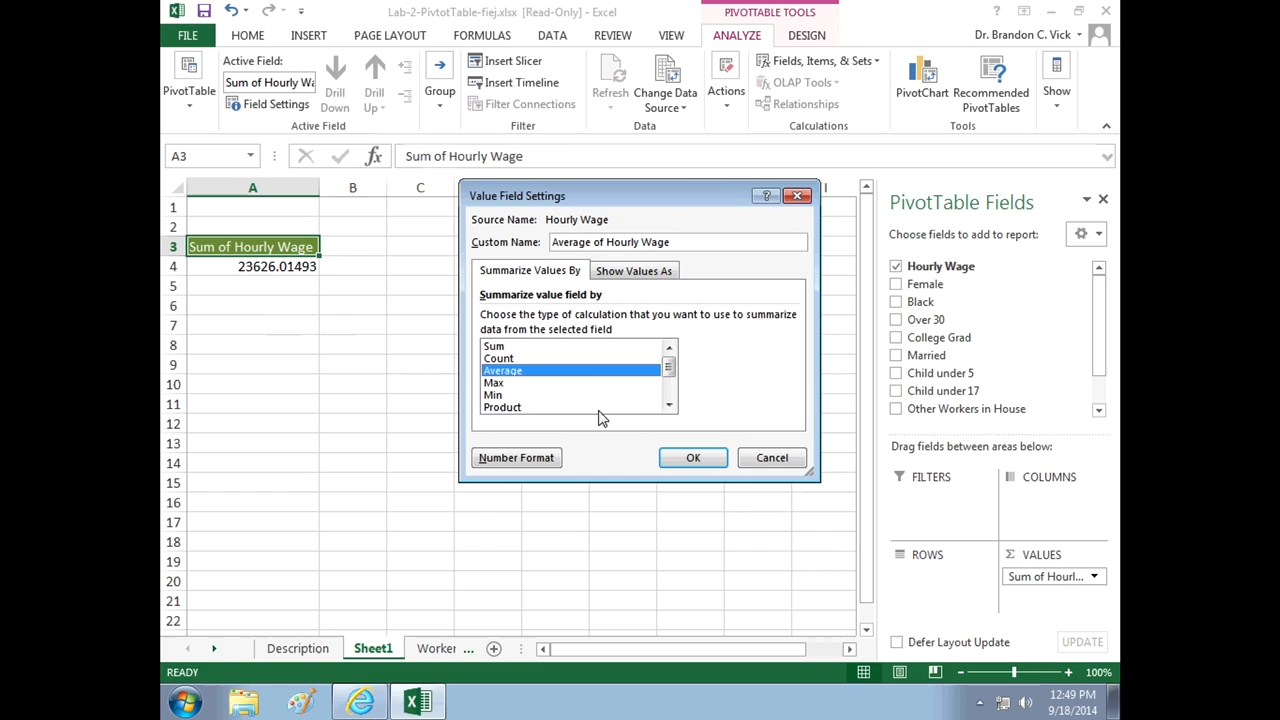 Lab-2-PivtotTable-fiej.xlsx [Read-Only] - Excel
PIVOTTABLE TOOLS
?
FILE
HOME
INSERT
PAGE LAYOUT
FORMULAS
DATA
REVIEW
VIEW
ANALYZE
DESIGN
Dr. Brandon C. Vick
PivotTable
Active Field:
Sum of Hourly Wa
Field Settings
Drill Down
Drill Up
Active Field
Group
Insert Slicer
Insert Timeline
Filter Connections
Filter
Refresh
Change Data Source
Data
Actions
Fields, Items, & Sets
OLAP Tools
Relationships
Calculations
PivotChart
Recommended PivotTables
Tools
Show
A3
fx
Sum of Hourly Wage
A B C I
1
2
3 Sum of Hourly Wage
4 23626.01493
5
6
7
8
9
10
11
12
13
14
15
16
17
18
19
20
21
22
Value Field Settings
?
Source Name: Hourly Wage
Custom Name: Average of Hourly Wage
Summarize Values By
Show Values As
Summarize value field by
Choose the type of calculation that you want to use to summarize
data from the selected field
Sum
Count
Average
Max
Min
Product
Number Format
OK
Cancel
PivotTable Fields
Choose fields to add to report:
Hourly Wage
Female
Black
Over 30
College Grad
Married
Child under 5
Child under 17
Other Workers in House
Drag fields between areas below:
FILTERS
COLUMNS
ROWS
Σ VALUES
Sum of Hourl...
Defer Layout Update
UPDATE
Description
Sheet1
Worker ...
READY
100%
12:49 PM
9/18/2014